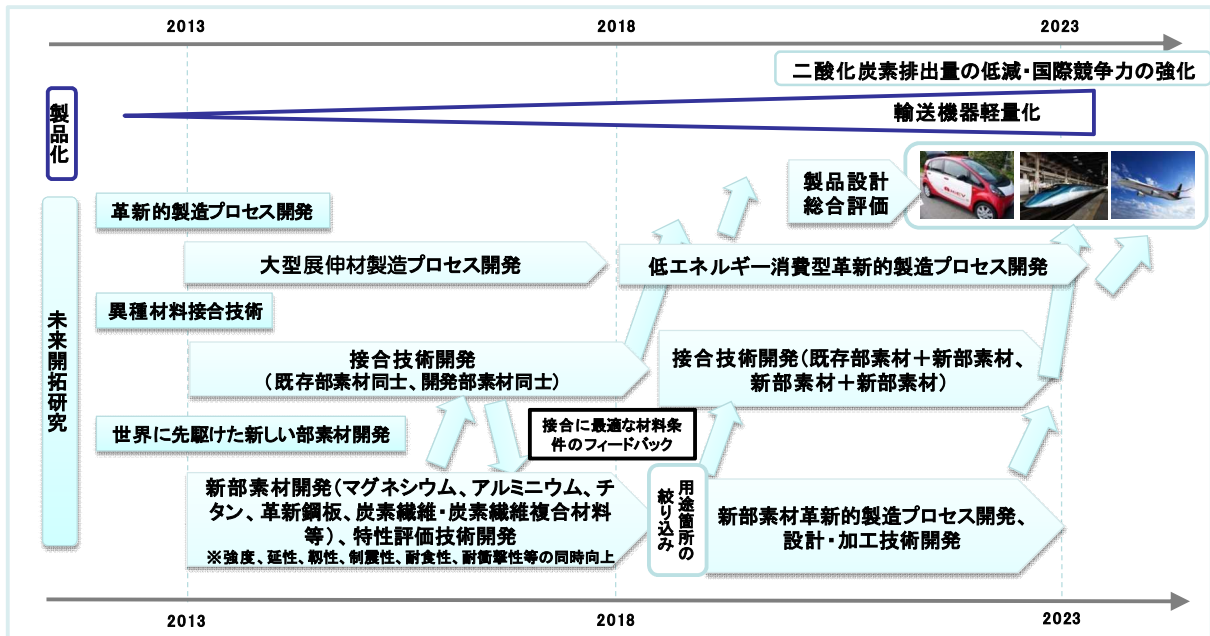 2013
2018
2023
二酸化炭素排出量の低減・国際競争力の強化
製品化
輸送機器軽量化
製品設計
総合評価
未来開拓研究
革新的製造プロセス開発
大型展伸材製造プロセス開発
低エネルギー消費型革新的製造プロセス開発
異種材料接合技術
接合技術開発
（既存部素材同士、開発部素材同士）
接合技術開発（既存部素材＋新部素材、
新部素材＋新部素材）
世界に先駆けた新しい部素材開発
接合に最適な材料条
件のフィードバック
新部素材開発（マグネシウム、アルミニウム、チ
タン、革新鋼板、炭素繊維・炭素繊維複合材料
等）、特性評価技術開発
※強度、延性、靭性、制震性、耐食性、耐衝撃性等の同時向上
用途箇所の
絞り込み
新部素材革新的製造プロセス開発、
設計・加工技術開発
2013
2018
2023